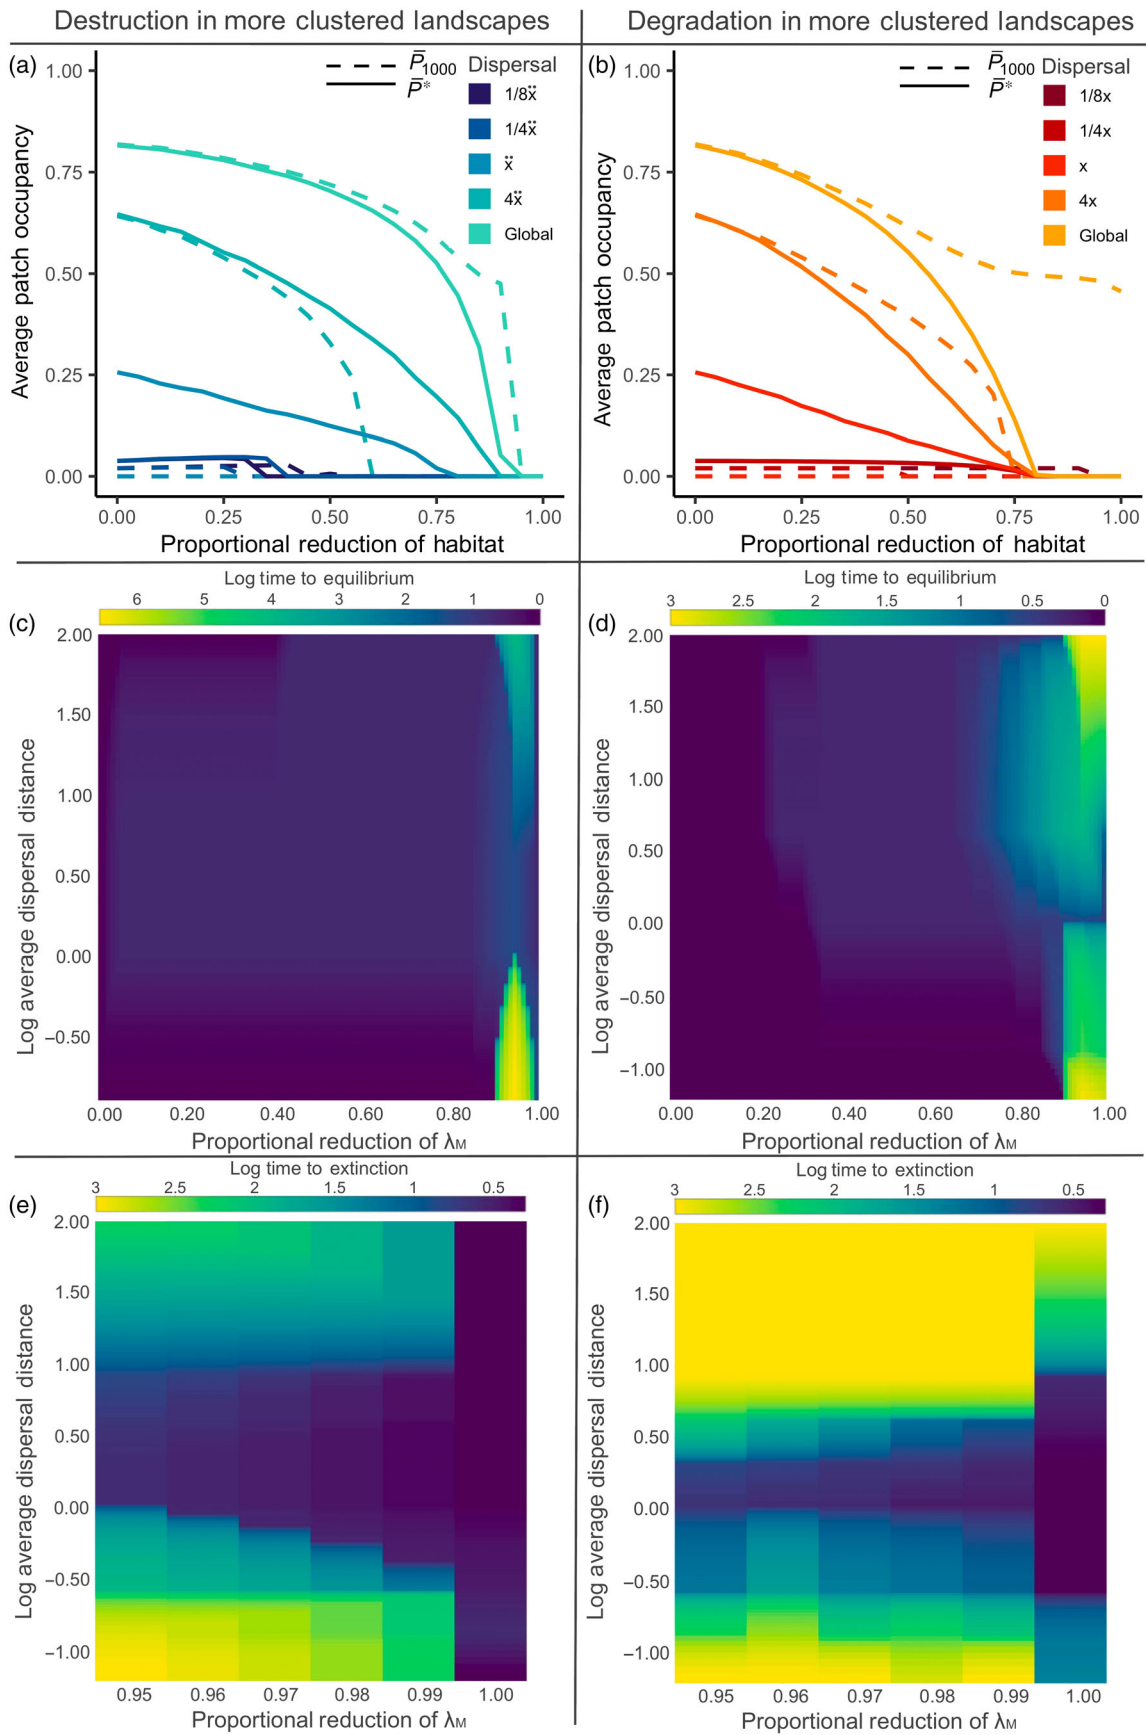 Destruction in more clustered landscapes
Degradation in more clustered landscapes
(a)
P̄1000
P̄*
Dispersal
1/8ẍ
1/4ẍ
ẍ
4ẍ
Global
1.00
0.75
0.50
0.25
0.00
Average patch occupancy
0.00 0.25 0.50 0.75 1.00
Proportional reduction of habitat
(b)
P̄1000
P̄*
Dispersal
1/8x
1/4x
x
4x
Global
1.00
0.75
0.50
0.25
0.00
Average patch occupancy
0.00 0.25 0.50 0.75 1.00
Proportional reduction of habitat
(c)
Log time to equilibrium
6 5 4 3 2 1 0
2.00
1.50
1.00
0.50
0.00
−0.50
Log average dispersal distance
0.00 0.20 0.40 0.60 0.80 1.00
Proportional reduction of λM
(d)
Log time to equilibrium
3 2.5 2 1.5 1 0.5 0
2.00
1.50
1.00
0.50
0.00
−0.50
−1.00
Log average dispersal distance
0.00 0.20 0.40 0.60 0.80 1.00
Proportional reduction of λM
(e)
Log time to extinction
3 2.5 2 1.5 1 0.5
2.00
1.50
1.00
0.50
0.00
−0.50
−1.00
Log average dispersal distance
0.95 0.96 0.97 0.98 0.99 1.00
Proportional reduction of λM
(f)
Log time to extinction
3 2.5 2 1.5 1 0.5
2.00
1.50
1.00
0.50
0.00
−0.50
−1.00
Log average dispersal distance
0.95 0.96 0.97 0.98 0.99 1.00
Proportional reduction of λM